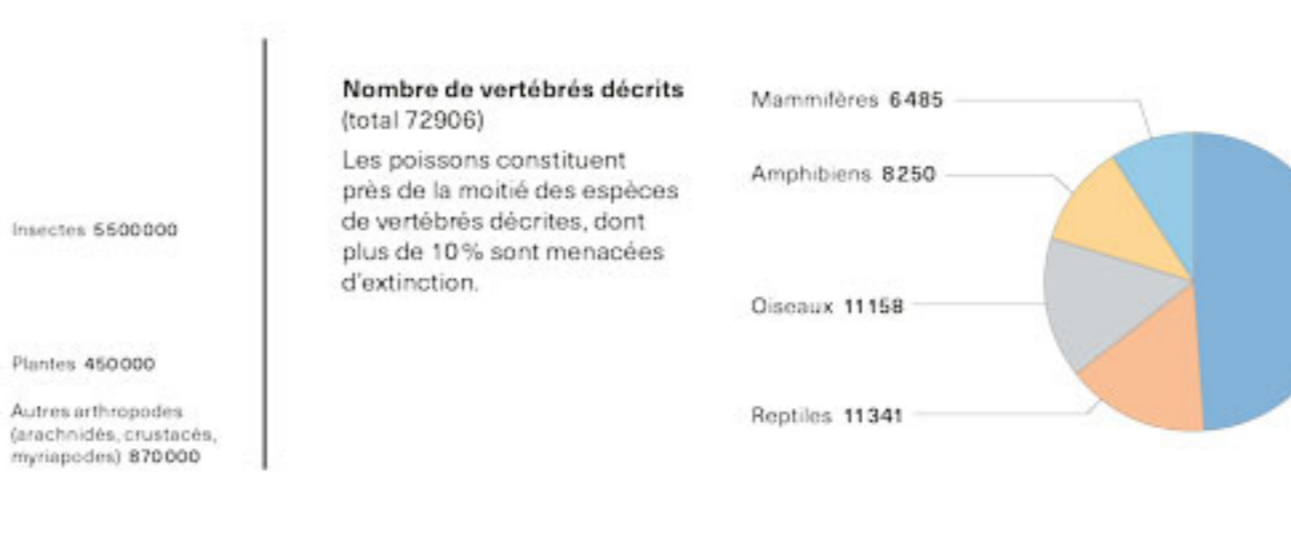 Insectes 5500000
Plantes 450000
Autres arthropodes
(arachnidés, crustacés,
myriapodes) 870000
Nombre de vertébrés décrits
(total 72906)
Les poissons constituent
près de la moitié des espèces
de vertébrés décrites, dont
plus de 10% sont menacées
d'extinction.
Mammifères 6485
Amphibiens 8250
Oiseaux 11158
Reptiles 11341